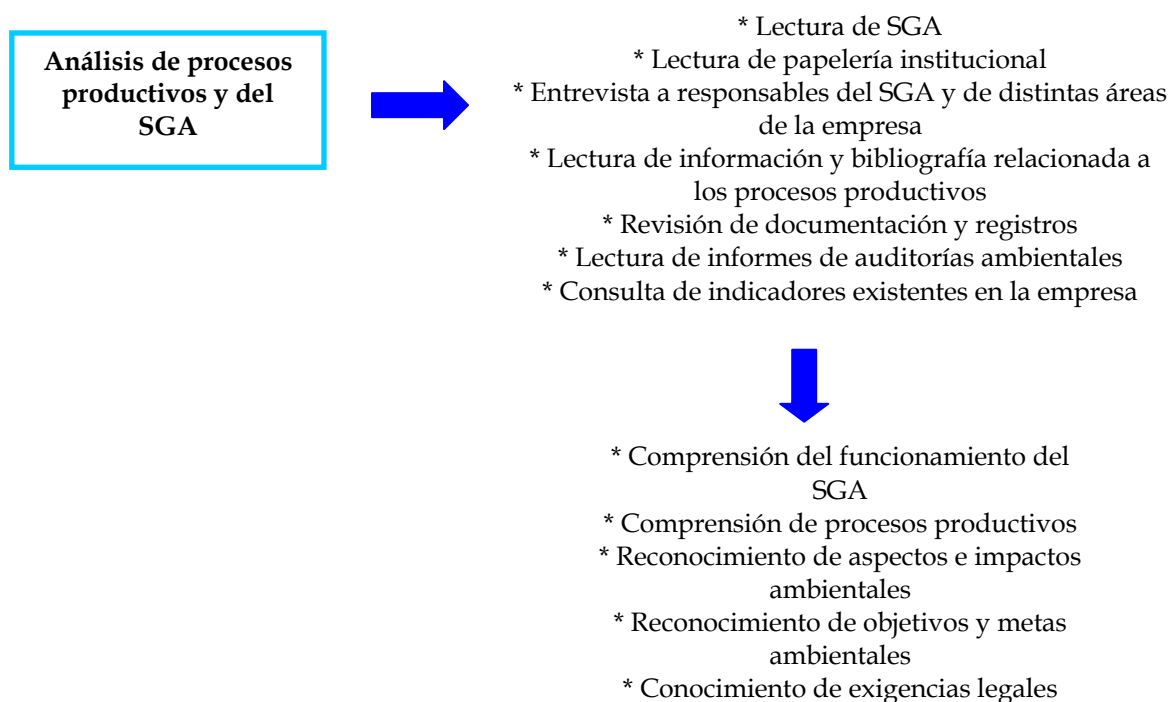 Análisis de procesos
productivos y del
SGA
* Lectura de SGA
* Lectura de papelería institucional
* Entrevista a responsables del SGA y de distintas áreas
de la empresa
* Lectura de información y bibliografía relacionada a
los procesos productivos
* Revisión de documentación y registros
* Lectura de informes de auditorías ambientales
* Consulta de indicadores existentes en la empresa
* Comprensión del funcionamiento del
SGA
* Comprensión de procesos productivos
* Reconocimiento de aspectos e impactos
ambientales
* Reconocimiento de objetivos y metas
ambientales
* Conocimiento de exigencias legales